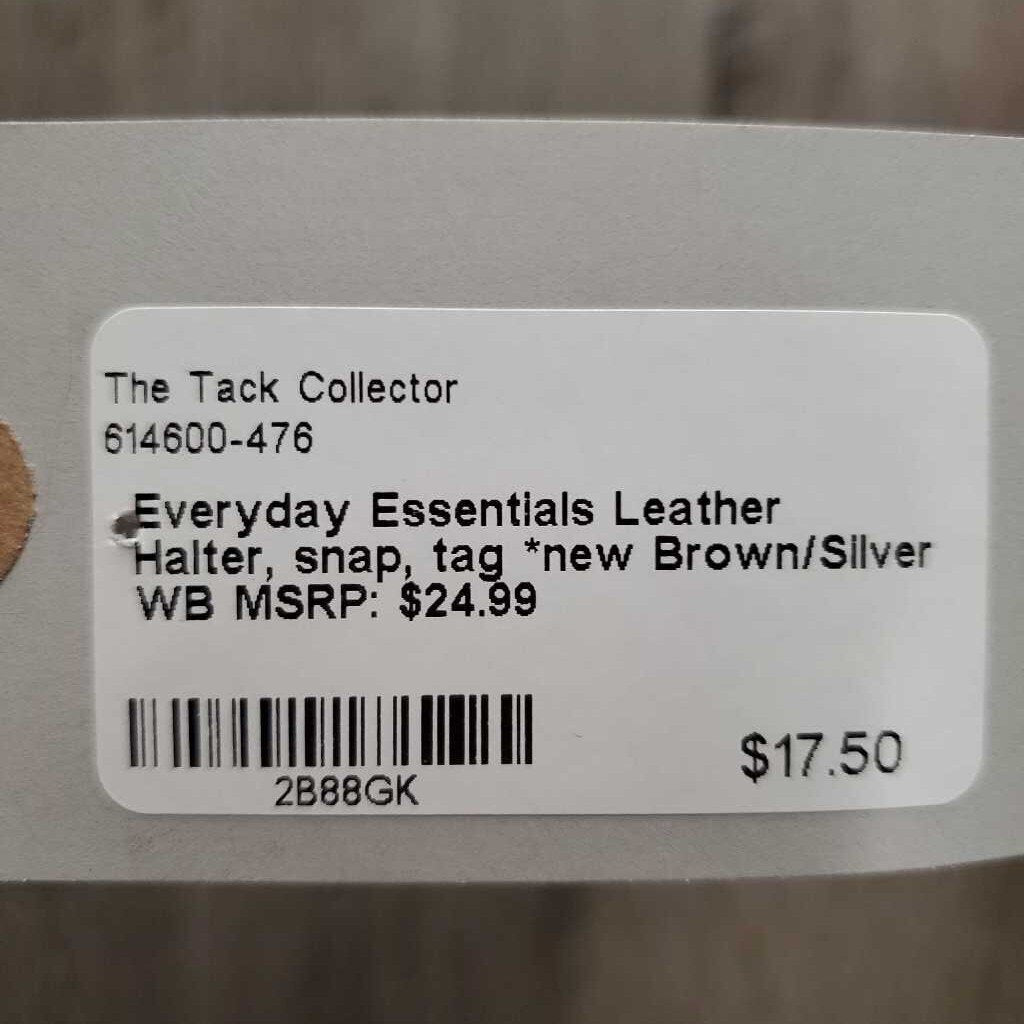 The Tack Collector
614600-476
Everyday Essentials Leather
Halter, snap, tag *new Brown/Silver
WB MSRP: $24.99
2B88GK
$17.50